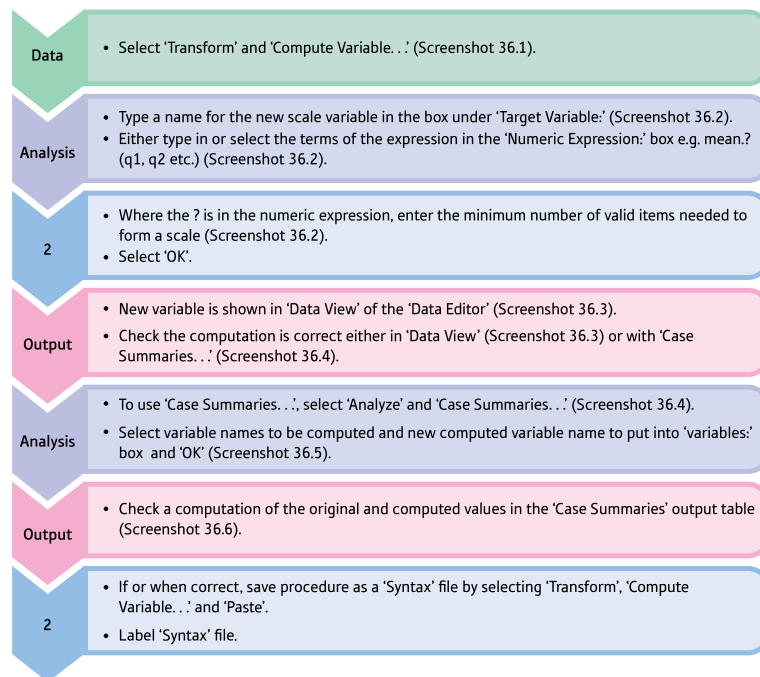 Data
• Select ‘Transform’ and ‘Compute Variable. . .’ (Screenshot 36.1).
Analysis
• Type a name for the new scale variable in the box under ‘Target Variable:’ (Screenshot 36.2).
• Either type in or select the terms of the expression in the ‘Numeric Expression:’ box e.g. mean.?
(q1, q2 etc.) (Screenshot 36.2).
2
• Where the ? is in the numeric expression, enter the minimum number of valid items needed to
form a scale (Screenshot 36.2).
• Select ‘OK’.
Output
• New variable is shown in ‘Data View’ of the ‘Data Editor’ (Screenshot 36.3).
• Check the computation is correct either in ‘Data View’ (Screenshot 36.3) or with ‘Case
Summaries. . .’ (Screenshot 36.4).
Analysis
• To use ‘Case Summaries. . .’, select ‘Analyze’ and ‘Case Summaries. . .’ (Screenshot 36.4).
• Select variable names to be computed and new computed variable name to put into ‘variables:’
box and ‘OK’ (Screenshot 36.5).
Output
• Check a computation of the original and computed values in the ‘Case Summaries’ output table
(Screenshot 36.6).
2
• If or when correct, save procedure as a ‘Syntax’ file by selecting ‘Transform’, ‘Compute
Variable. . .’ and ‘Paste’.
• Label ‘Syntax’ file.